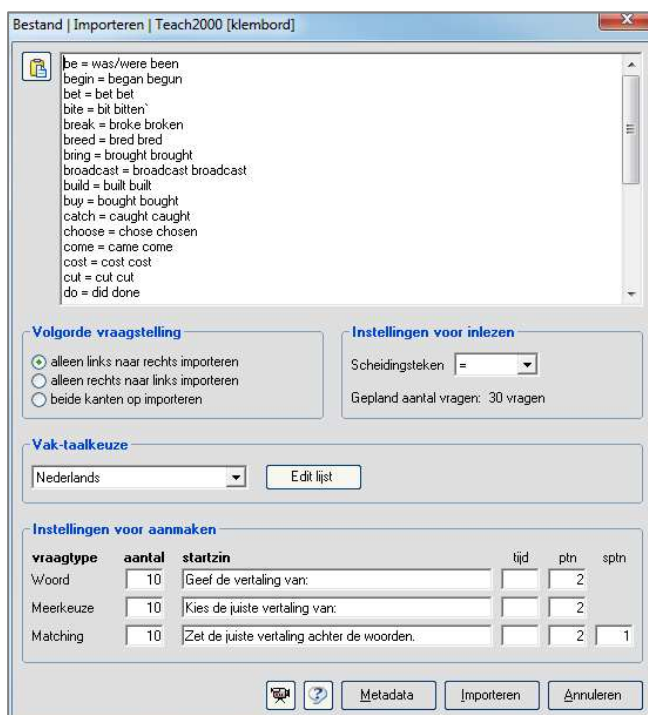 Bestand | Importeren | Teach2000 [klembord]
be = was/were been
begin = began begun
bet = bet bet
bite = bit bitten`
break = broke broken
breed = bred bred
bring = brought brought
broadcast = broadcast broadcast
build = built built
buy = bought bought
catch = caught caught
choose = chose chosen
come = came come
cost = cost cost
cut = cut cut
do = did done
Volgorde vraagstelling
alleen links naar rechts importeren
alleen rechts naar links importeren
beide kanten op importeren
Instellingen voor inlezen
Scheidingsteken =
Gepland aantal vragen: 30 vragen
Vak-taalkeuze
Nederlands Edit lijst
Instellingen voor aanmaken
vraagtype aantal startzin tijd ptn sptn
Woord 10 Geef de vertaling van: 2
Meerkeuze 10 Kies de juiste vertaling van: 2
Matching 10 Zet de juiste vertaling achter de woorden. 2 1
Metadata Importeren Annuleren